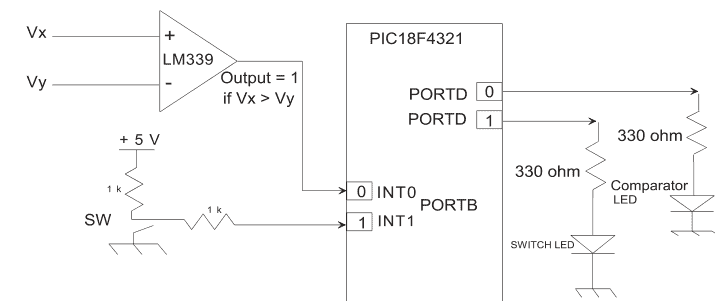 Vx
+
LM339
Vy
-
Output = 1
if Vx > Vy
+ 5 V
1 k
SW
1 k
PIC18F4321
PORTD 0
PORTD 1
0 INT0
PORTB
1 INT1
330 ohm
330 ohm
Comparator
LED
SWITCH LED